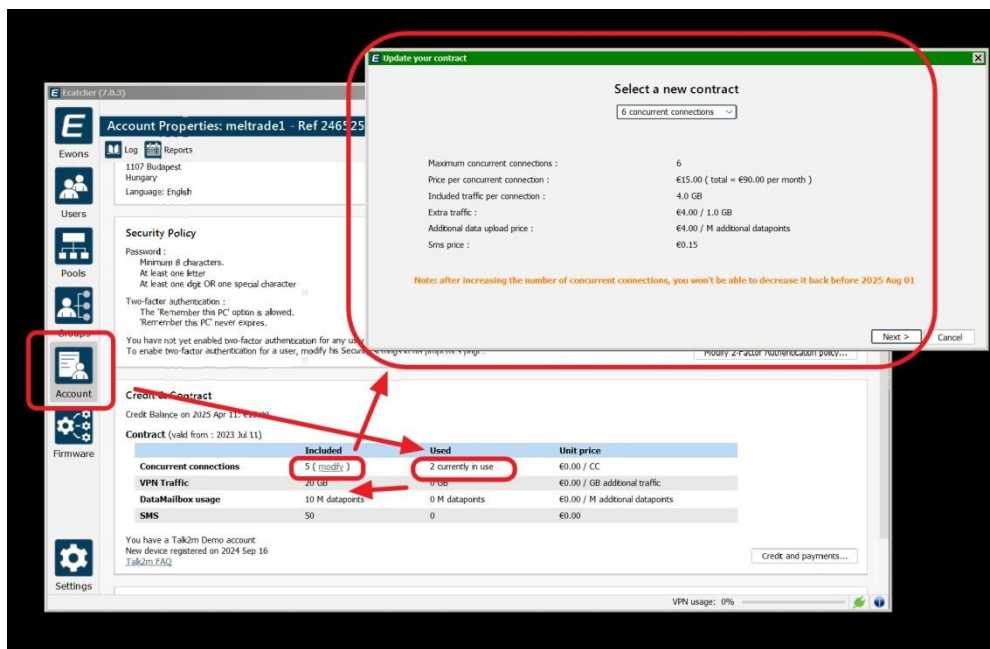 E Update your contract
Select a new contract
6 concurrent connections
Maximum concurrent connections : 6
Price per concurrent connection : €15.00 ( total = €90.00 per month )
Included traffic per connection : 4.0 GB
Extra traffic : €4.00 / 1.0 GB
Additional data upload price : €4.00 / M additional datapoints
Sms price : €0.15
Note: after increasing the number of concurrent connections, you won't be able to decrease it back before 2025 Aug 01
Next > Cancel
E Ecatcher (7.0.3)
E
Ewons
Users
Pools
Groups
Account
Firmware
Settings
Account Properties: meltrade1 - Ref 246525
Log Reports
1107 Budapest
Hungary
Language: English
Security Policy
Password :
Minimum 8 characters.
At least one letter
At least one digit OR one special character
Two-factor authentication :
The 'Remember this PC' option is allowed.
'Remember this PC' never expires.
You have not yet enabled two-factor authentication for any user
To enable two-factor authentication for a user, modify his Security settings in his properties page.
Modify 2-Factor Authentication policy...
Credit & Contract
Credit Balance on 2025 Apr 11:
Contract (valid from : 2023 Jul 11)
Included Used Unit price
Concurrent connections 5 ( modify ) 2 currently in use €0.00 / CC
VPN Traffic 20 GB 0 GB €0.00 / GB additional traffic
DataMailbox usage 10 M datapoints 0 M datapoints €0.00 / M additional datapoints
SMS 50 0 €0.00
You have a Talk2m Demo account
New device registered on 2024 Sep 16
Talk2m FAQ
Credit and payments...
VPN usage: 0%